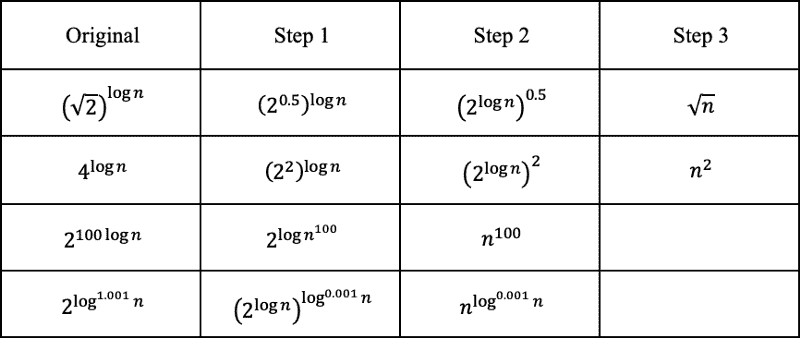 Original Step 1 Step 2 Step 3
(√2)^{log n} (2^{0.5})^{log n} (2^{log n})^{0.5} √n
4^{log n} (2^2)^{log n} (2^{log n})^2 n^2
2^{100 log n} 2^{log n^{100}} n^{100}
2^{log^{1.001} n} (2^{log n})^{log^{0.001} n} n^{log^{0.001} n}